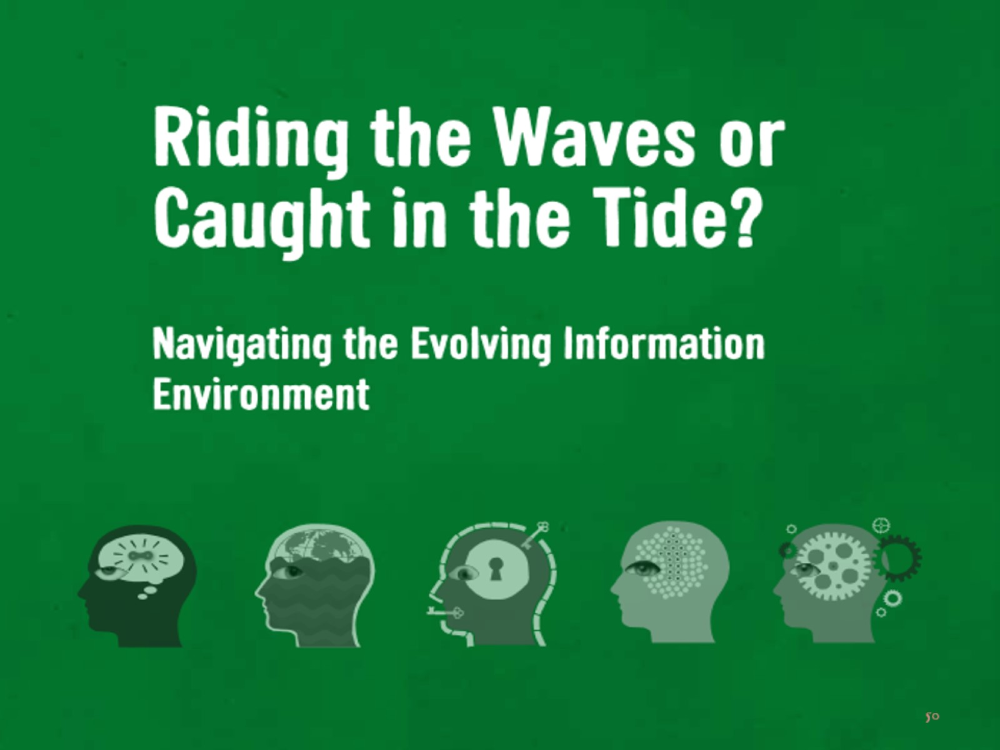 Riding the Waves or
Caught in the Tide?
Navigating the Evolving Information
Environment
50